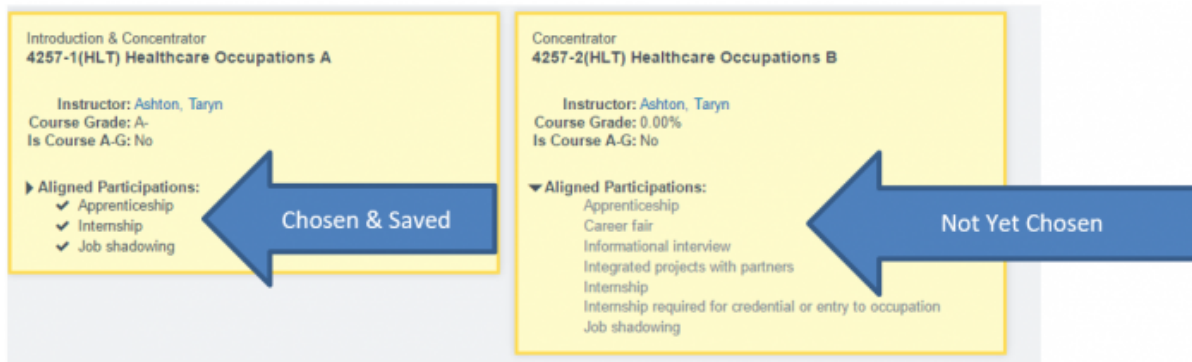 Introduction & Concentrator
4257-1(HLT) Healthcare Occupations A
Instructor: Ashton, Taryn
Course Grade: A-
Is Course A-G: No
Aligned Participations:
Apprenticeship
Internship
Job shadowing
Chosen & Saved
Concentrator
4257-2(HLT) Healthcare Occupations B
Instructor: Ashton, Taryn
Course Grade: 0.00%
Is Course A-G: No
Aligned Participations:
Apprenticeship
Career fair
Informational interview
Integrated projects with partners
Internship
Internship required for credential or entry to occupation
Job shadowing
Not Yet Chosen